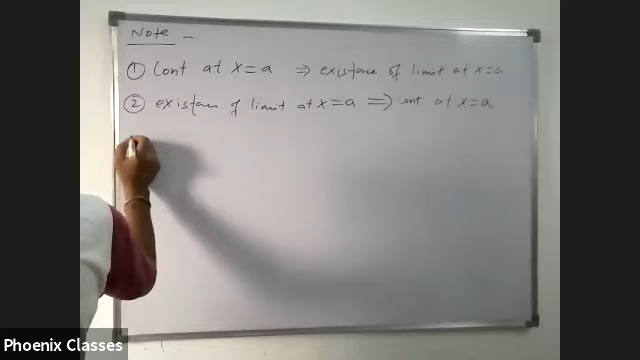 Note -
① Cont at x = a ⇒ existance of limit at x = a
② existance of limit at x = a ⇒ cont at x = a
Phoenix Classes